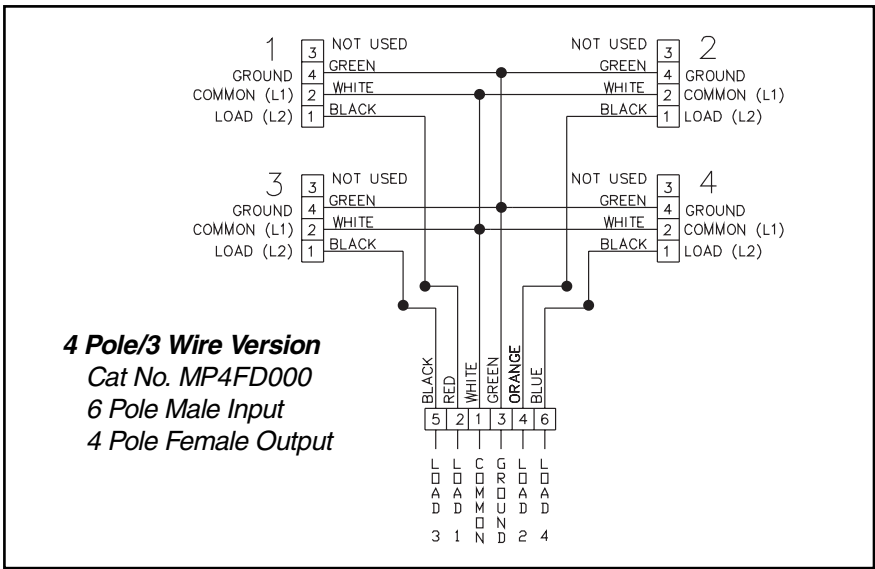 1
3 NOT USED
GROUND 4 GREEN
COMMON (L1) 2 WHITE
LOAD (L2) 1 BLACK
2
NOT USED 3
GREEN 4 GROUND
WHITE 2 COMMON (L1)
1 LOAD (L2)
3
3 NOT USED
GROUND 4 GREEN
COMMON (L1) 2 WHITE
LOAD (L2) 1 BLACK
4
NOT USED 3
GREEN 4 GROUND
WHITE 2 COMMON (L1)
BLACK 1 LOAD (L2)
4 Pole/3 Wire Version
Cat No. MP4FD000
6 Pole Male Input
4 Pole Female Output
BLACK
RED
WHITE
GREEN
ORANGE
BLUE
5 2 1 3 4 6
LOAD 3
LOAD 1
COMMON
GROUND
LOAD 2
LOAD 4